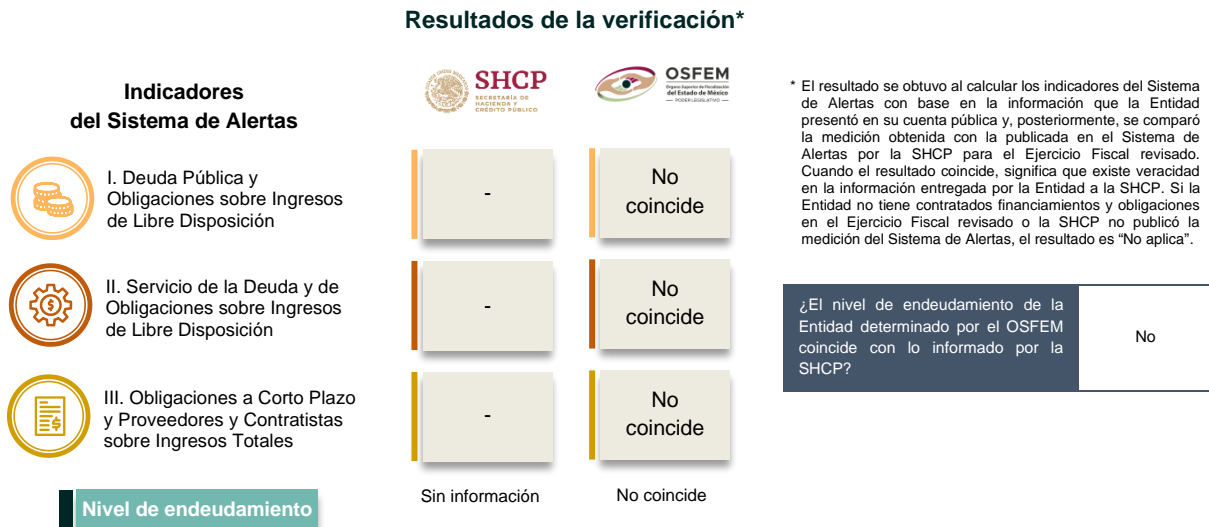 Resultados de la verificación*
Indicadores
del Sistema de Alertas
SHCP
SECRETARÍA DE
HACIENDA Y
CRÉDITO PÚBLICO
OSFEM
Órgano Superior de Fiscalización
del Estado de México
PODER LEGISLATIVO
I. Deuda Pública y
Obligaciones sobre Ingresos
de Libre Disposición
-
No
coincide
II. Servicio de la Deuda y de
Obligaciones sobre Ingresos
de Libre Disposición
-
No
coincide
III. Obligaciones a Corto Plazo
y Proveedores y Contratistas
sobre Ingresos Totales
-
No
coincide
Nivel de endeudamiento
Sin información
No coincide
* El resultado se obtuvo al calcular los indicadores del Sistema
de Alertas con base en la información que la Entidad
presentó en su cuenta pública y, posteriormente, se comparó
la medición obtenida con la publicada en el Sistema de
Alertas por la SHCP para el Ejercicio Fiscal revisado.
Cuando el resultado coincide, significa que existe veracidad
en la información entregada por la Entidad a la SHCP. Si la
Entidad no tiene contratados financiamientos y obligaciones
en el Ejercicio Fiscal revisado o la SHCP no publicó la
medición del Sistema de Alertas, el resultado es “No aplica”.
¿El nivel de endeudamiento de la
Entidad determinado por el OSFEM
coincide con lo informado por la
SHCP?
No